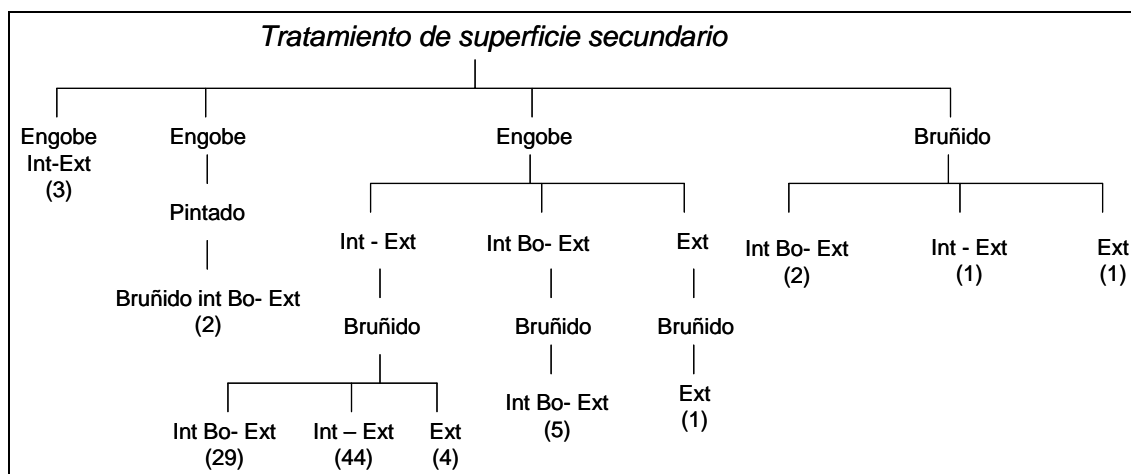 Tratamiento de superficie secundario
Engobe
Int-Ext
(3)
Engobe
Pintado
Bruñido int Bo- Ext
(2)
Engobe
Int - Ext
Bruñido
Int Bo- Ext
(29)
Int – Ext
(44)
Ext
(4)
Int Bo- Ext
Bruñido
Int Bo- Ext
(5)
Ext
Bruñido
Ext
(1)
Bruñido
Int Bo- Ext
(2)
Int - Ext
(1)
Ext
(1)